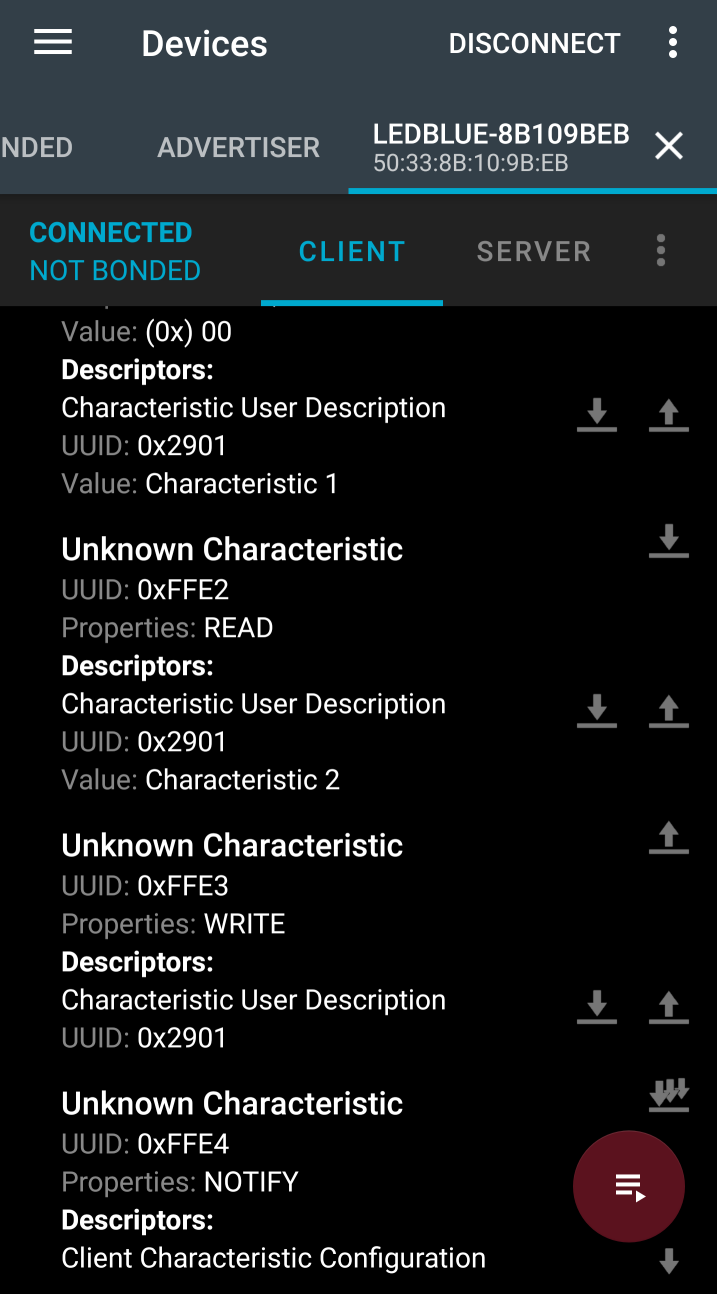 Devices
DISCONNECT
NDED
ADVERTISER
LEDBLUE-8B109BEB
50:33:8B:10:9B:EB
CONNECTED
NOT BONDED
CLIENT
SERVER
Value: (0x) 00
Descriptors:
Characteristic User Description
UUID: 0x2901
Value: Characteristic 1
Unknown Characteristic
UUID: 0xFFE2
Properties: READ
Descriptors:
Characteristic User Description
UUID: 0x2901
Value: Characteristic 2
Unknown Characteristic
UUID: 0xFFE3
Properties: WRITE
Descriptors:
Characteristic User Description
UUID: 0x2901
Unknown Characteristic
UUID: 0xFFE4
Properties: NOTIFY
Descriptors:
Client Characteristic Configuration